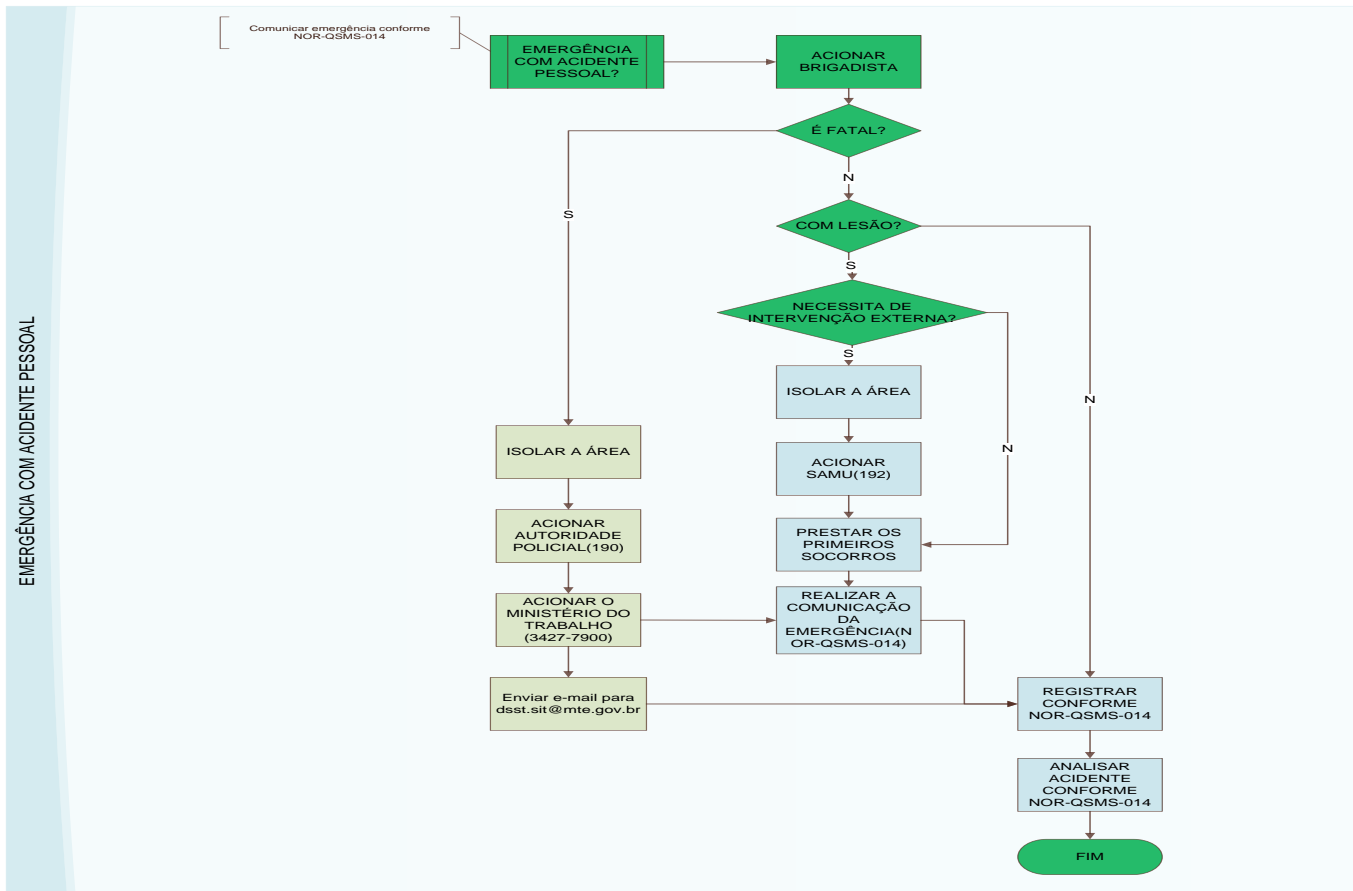 Comunicar emergência conforme
NOR-QSMS-014
EMERGÊNCIA
COM ACIDENTE
PESSOAL?
ACIONAR
BRIGADISTA
É FATAL?
N
S
COM LESÃO?
S
N
NECESSITA DE
INTERVENÇÃO EXTERNA?
S
N
ISOLAR A ÁREA
ACIONAR
SAMU(192)
PRESTAR OS
PRIMEIROS
SOCORROS
REALIZAR A
COMUNICAÇÃO
DA
EMERGÊNCIA(N
OR-QSMS-014)
ISOLAR A ÁREA
ACIONAR
AUTORIDADE
POLICIAL(190)
ACIONAR O
MINISTÉRIO DO
TRABALHO
(3427-7900)
Enviar e-mail para
dsst.sit@mte.gov.br
REGISTRAR
CONFORME
NOR-QSMS-014
ANALISAR
ACIDENTE
CONFORME
NOR-QSMS-014
FIM
EMERGÊNCIA COM ACIDENTE PESSOAL